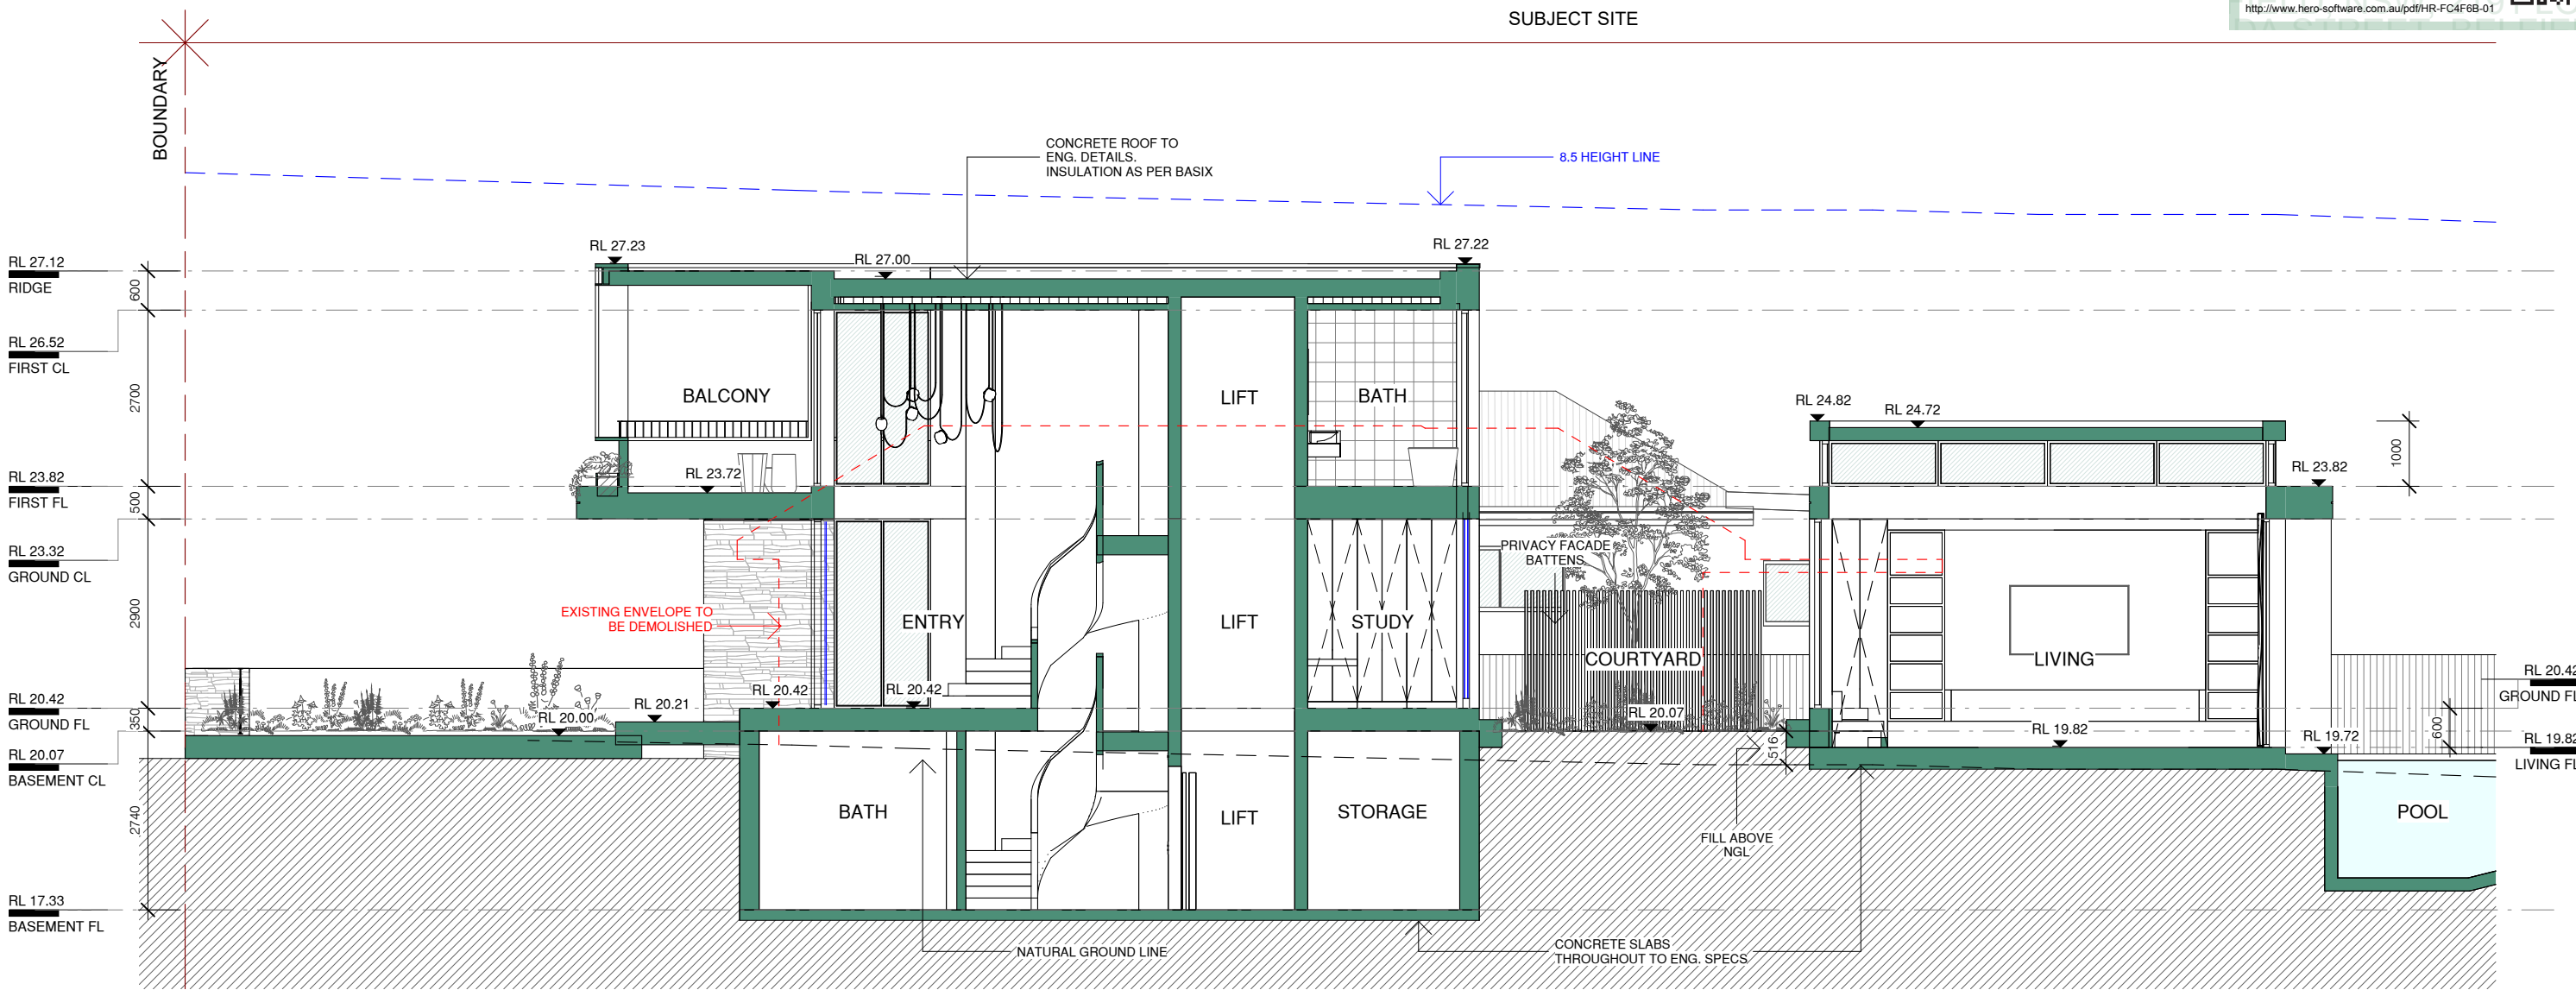 SUBJECT SITE
http://www.hero-software.com.au/pdf/HR-FC4F6B-01
BOUNDARY
CONCRETE ROOF TO
ENG. DETAILS.
INSULATION AS PER BASIX
8.5 HEIGHT LINE
RL 27.23
RL 27.00
RL 27.22
RL 27.12
RIDGE
600
RL 26.52
FIRST CL
2700
BALCONY
LIFT
BATH
RL 24.82
RL 24.72
1000
RL 23.82
FIRST FL
RL 23.72
RL 23.82
500
RL 23.32
GROUND CL
PRIVACY FACADE
BATTENS
2900
EXISTING ENVELOPE TO
BE DEMOLISHED
ENTRY
LIFT
STUDY
COURTYARD
LIVING
RL 20.42
GROUND FL
350
RL 20.00
RL 20.21
RL 20.42
RL 20.42
RL 20.07
RL 19.82
RL 19.72
RL 20.42
GROUND FL
600
516
RL 19.82
LIVING FL
RL 20.07
BASEMENT CL
2740
BATH
LIFT
STORAGE
FILL ABOVE
NGL
POOL
RL 17.33
BASEMENT FL
NATURAL GROUND LINE
CONCRETE SLABS
THROUGHOUT TO ENG. SPECS